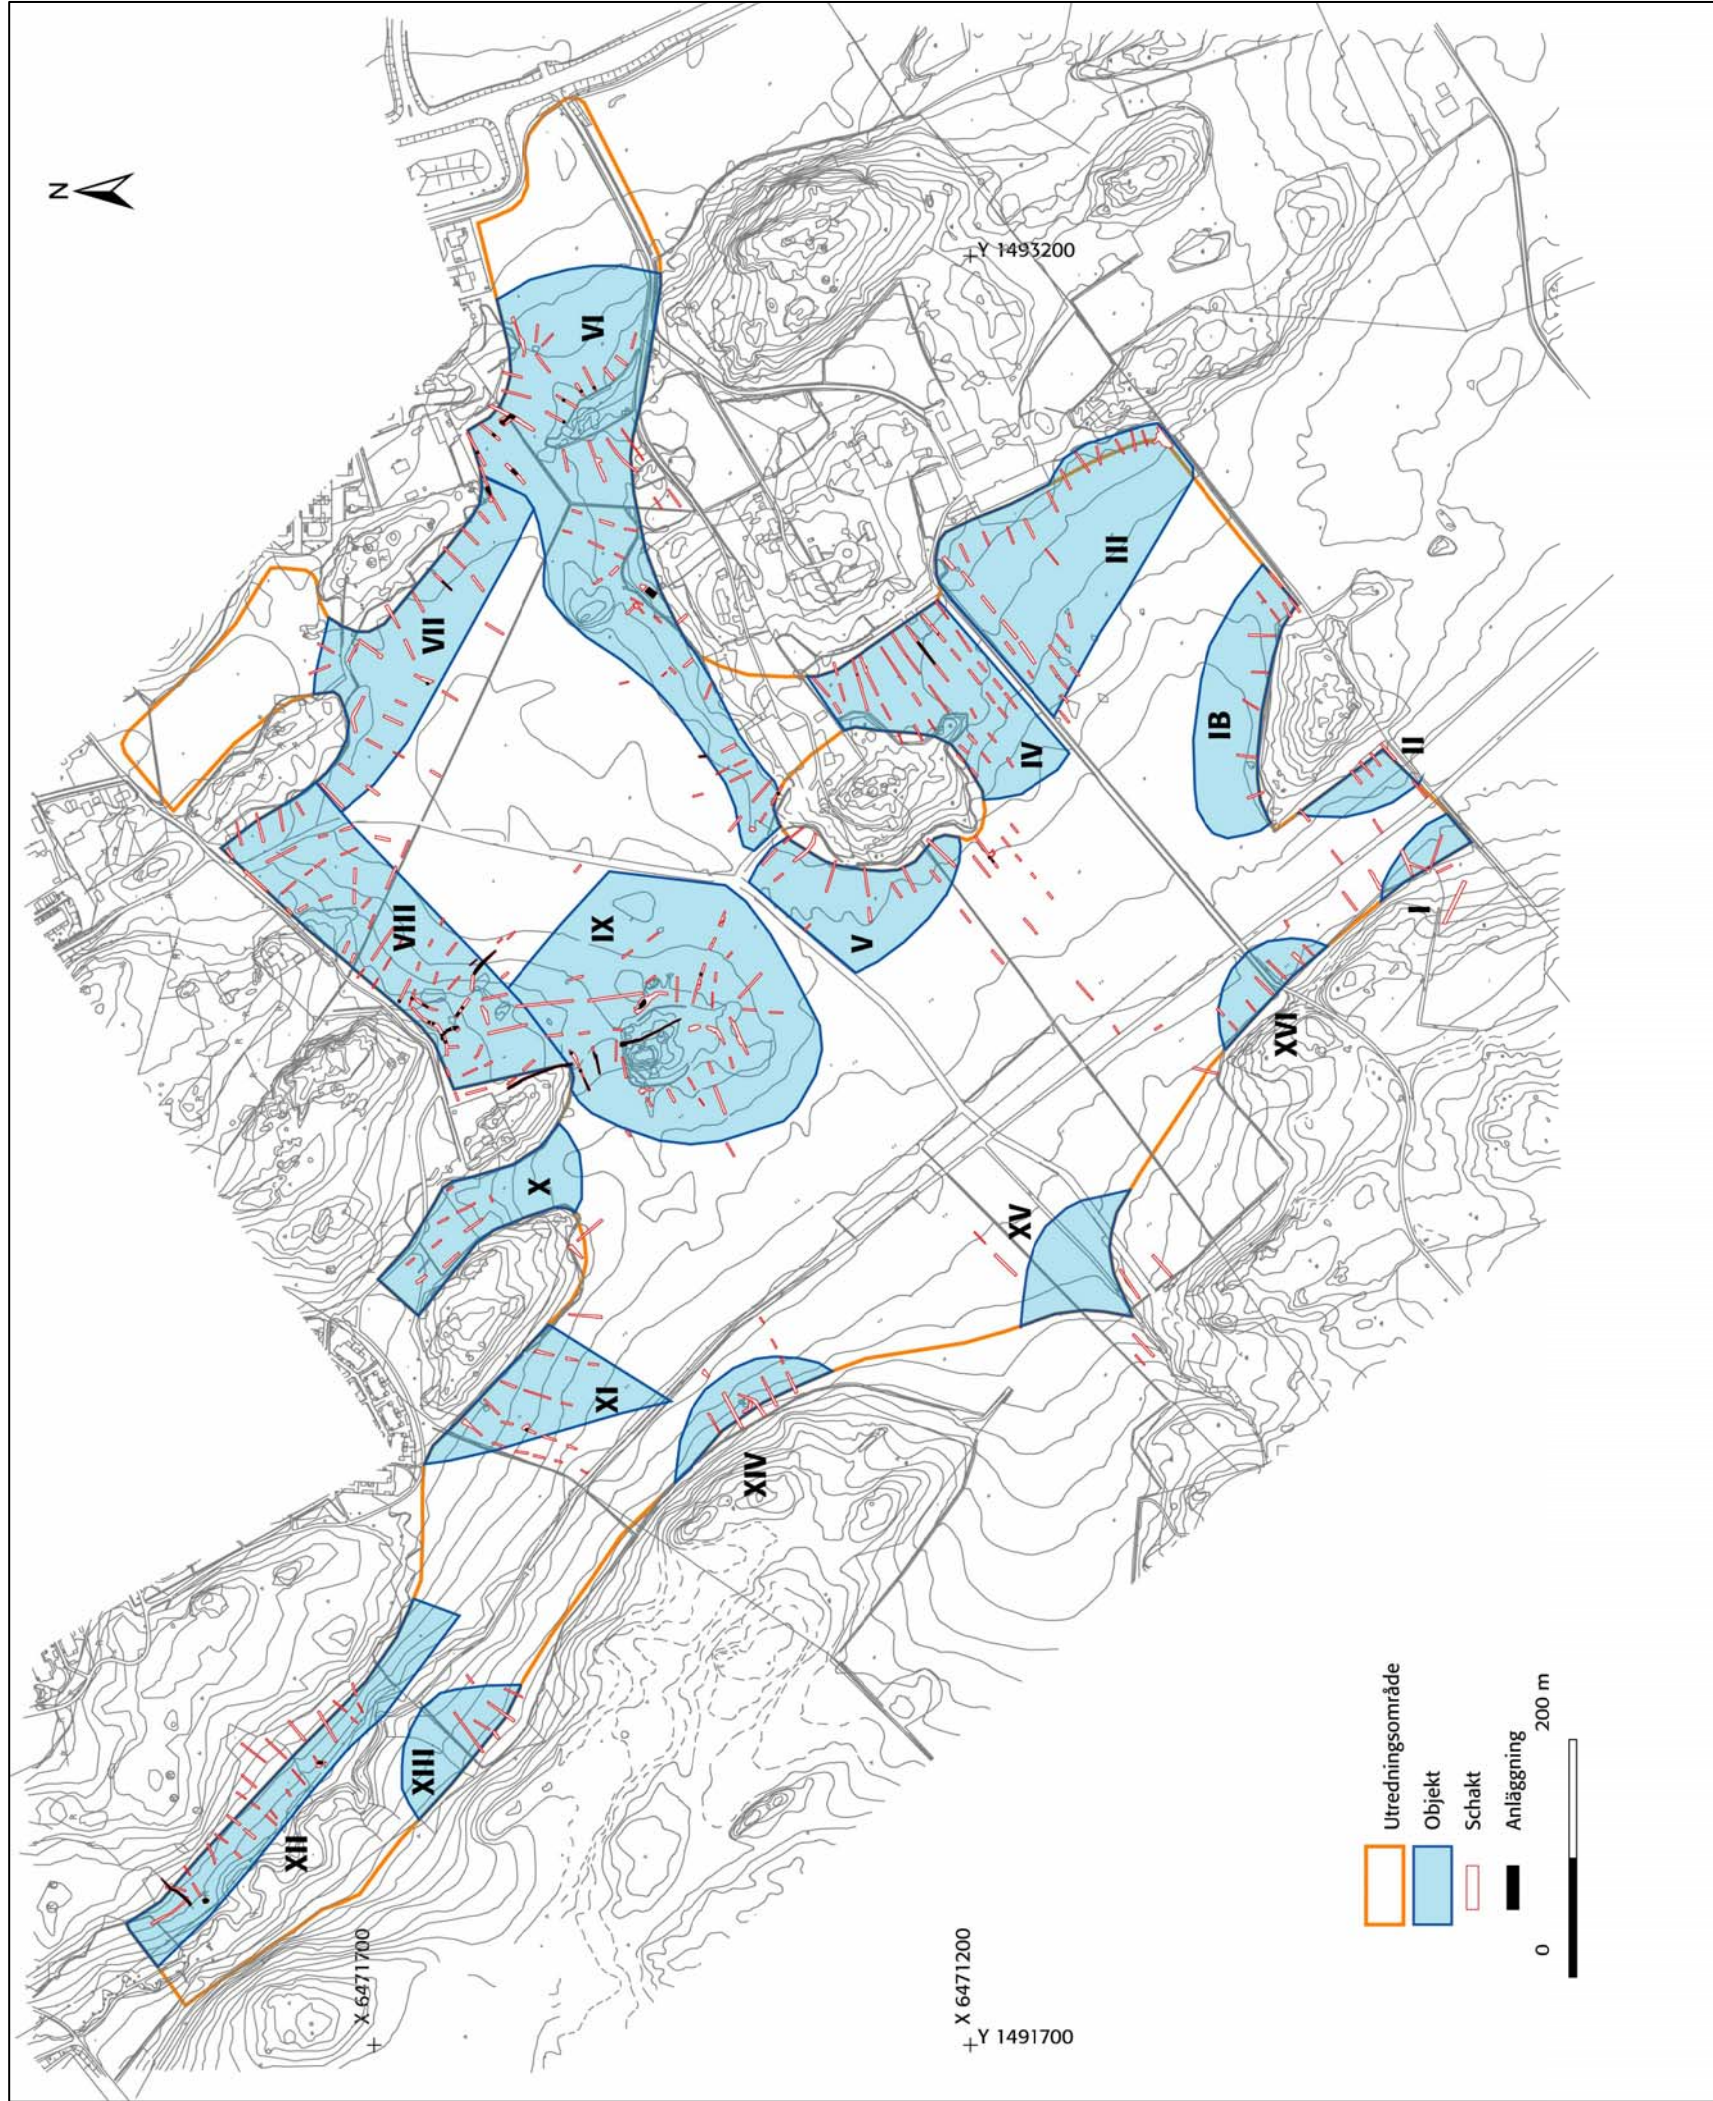 N
VI
VII
VIII
IX
X
XI
XII
XIII
XIV
XV
XVI
V
IV
III
IB
II
I
Y 1493200
X 6471700
X 6471200
Y 1491700
Utredningsområde
Objekt
Schakt
Anläggning
0 200 m